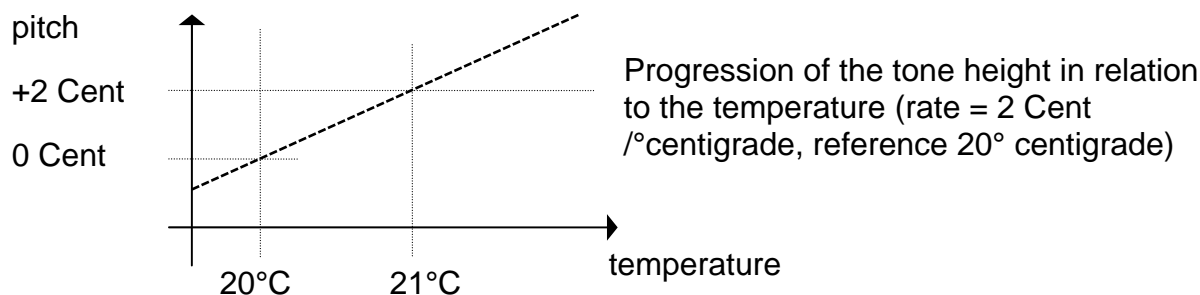 pitch
+2 Cent
0 Cent
Progression of the tone height in relation
to the temperature (rate = 2 Cent
/°centigrade, reference 20° centigrade)
20°C 21°C
temperature